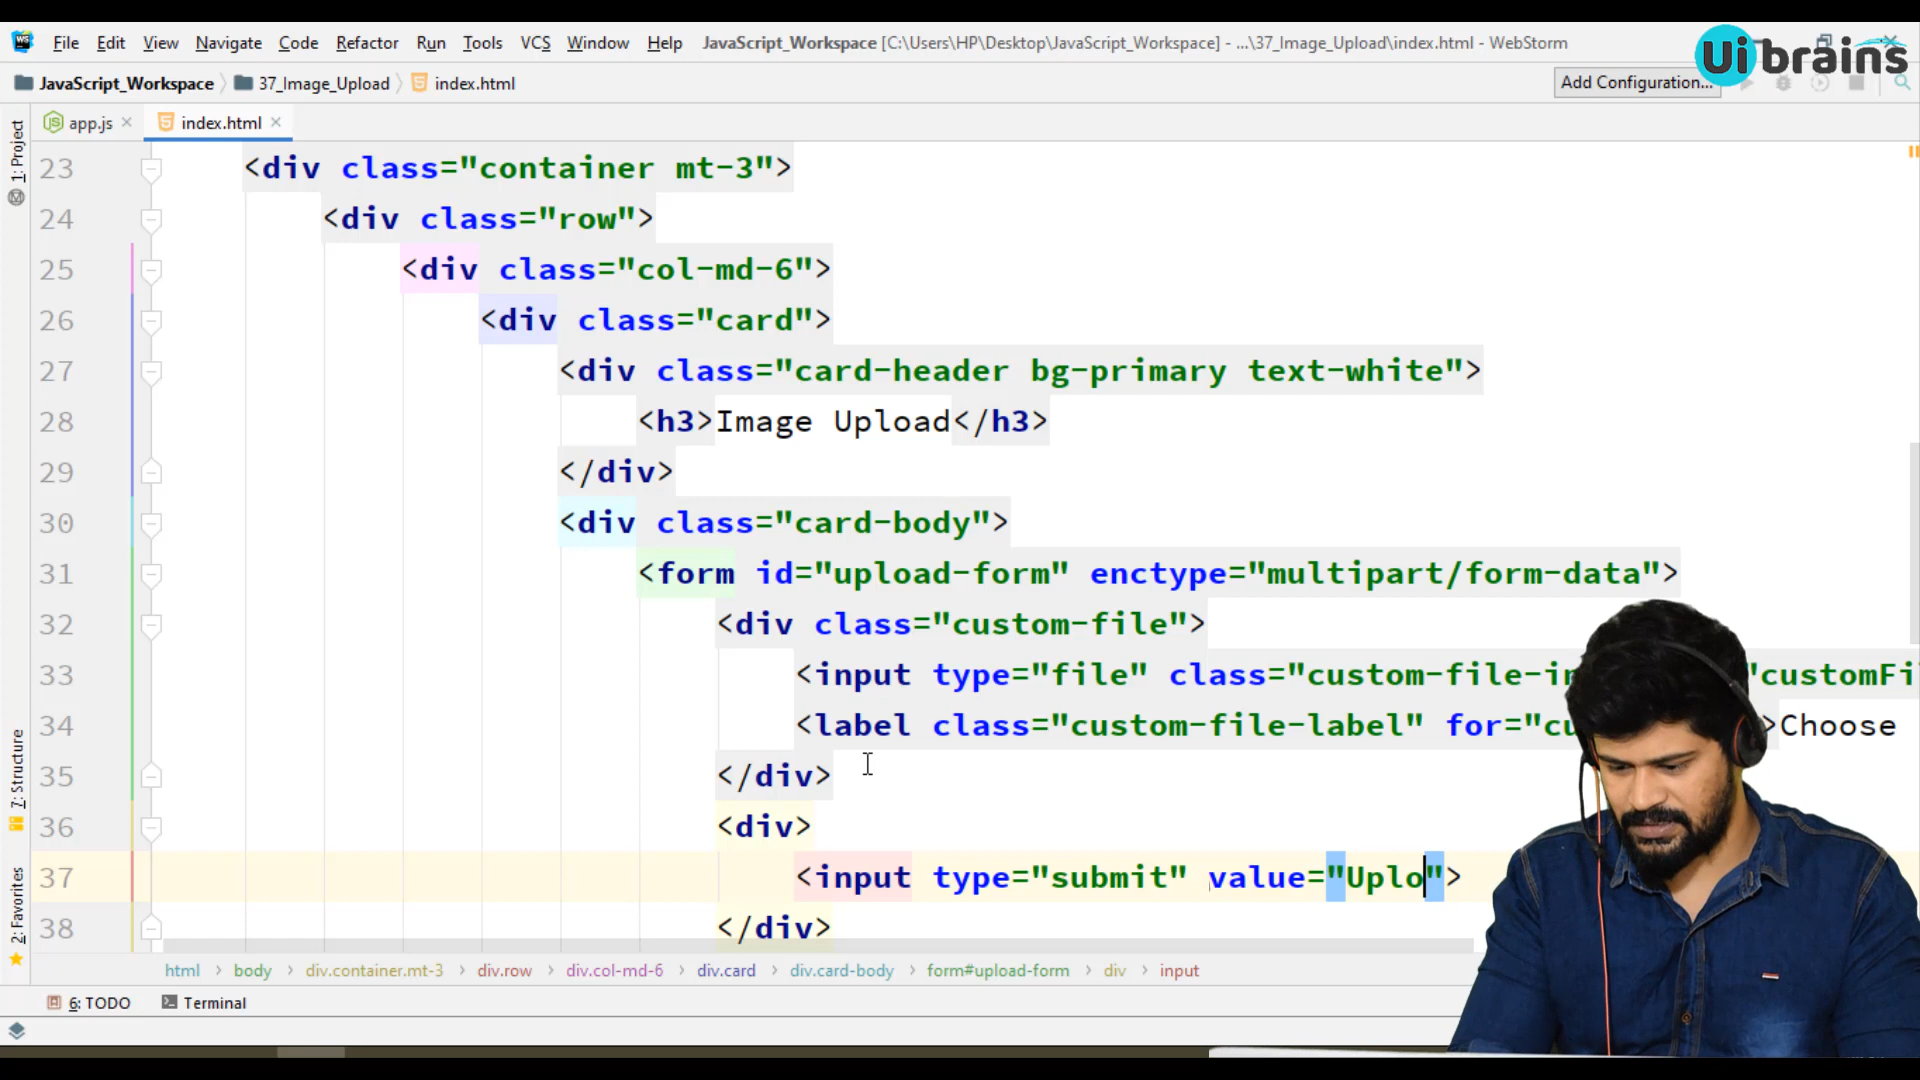 File Edit View Navigate Code Refactor Run Tools VCS Window Help JavaScript_Workspace [C:\Users\HP\Desktop\JavaScript_Workspace] - ...\37_Image_Upload\index.html - WebStorm
Ui brains
JavaScript_Workspace 37_Image_Upload index.html Add Configuration...
app.js index.html
1: Project
7: Structure
2: Favorites
23 <div class="container mt-3">
24 <div class="row">
25 <div class="col-md-6">
26 <div class="card">
27 <div class="card-header bg-primary text-white">
28 <h3>Image Upload</h3>
29 </div>
30 <div class="card-body">
31 <form id="upload-form" enctype="multipart/form-data">
32 <div class="custom-file">
33 <input type="file" class="custom-file-in "customFi
34 <label class="custom-file-label" for="cu >Choose
35 </div>
36 <div>
37 <input type="submit" value="Uplo">
38 </div>
html body div.container.mt-3 div.row div.col-md-6 div.card div.card-body form#upload-form div input
6: TODO Terminal